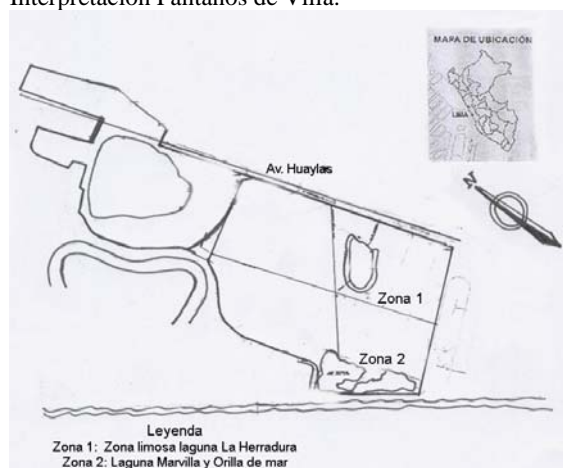 Interpretación Pantanos de Villa.
MAPA DE UBICACIÓN
LIMA
Av. Huaylas
N
Zona 1
Zona 2
Leyenda
Zona 1: Zona limosa laguna La Herradura
Zona 2: Laguna Marvilla y Orilla de mar